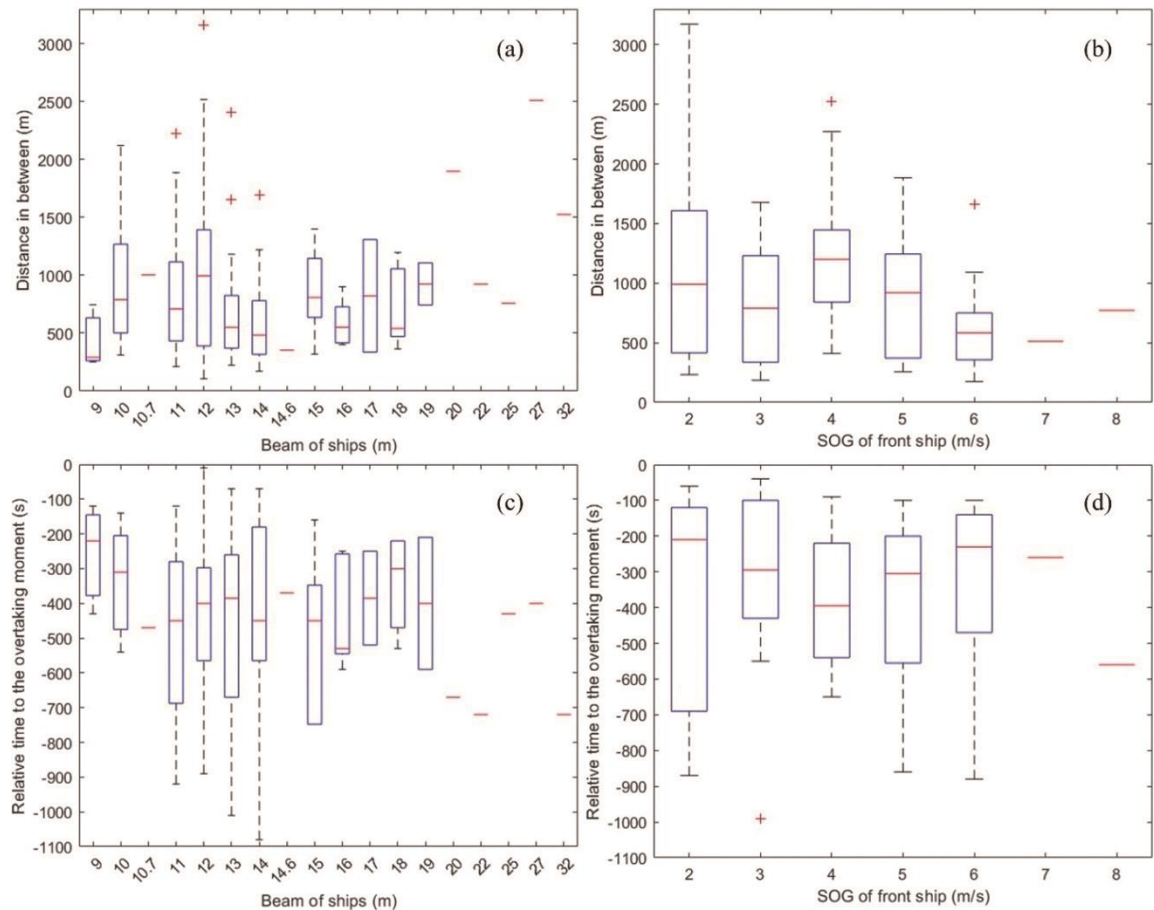 (a)
Distance in between (m)
3000
2500
2000
1500
1000
500
0
9 10 10.7 11 12 13 14 14.6 15 16 17 18 19 20 22 25 27 32
Beam of ships (m)
(b)
Distance in between (m)
3000
2500
2000
1500
1000
500
0
2 3 4 5 6 7 8
SOG of front ship (m/s)
(c)
Relative time to the overtaking moment (s)
0
-100
-200
-300
-400
-500
-600
-700
-800
-900
-1000
-1100
9 10 10.7 11 12 13 14 14.6 15 16 17 18 19 20 22 25 27 32
Beam of ships (m)
(d)
Relative time to the overtaking moment (s)
0
-100
-200
-300
-400
-500
-600
-700
-800
-900
-1000
-1100
2 3 4 5 6 7 8
SOG of front ship (m/s)